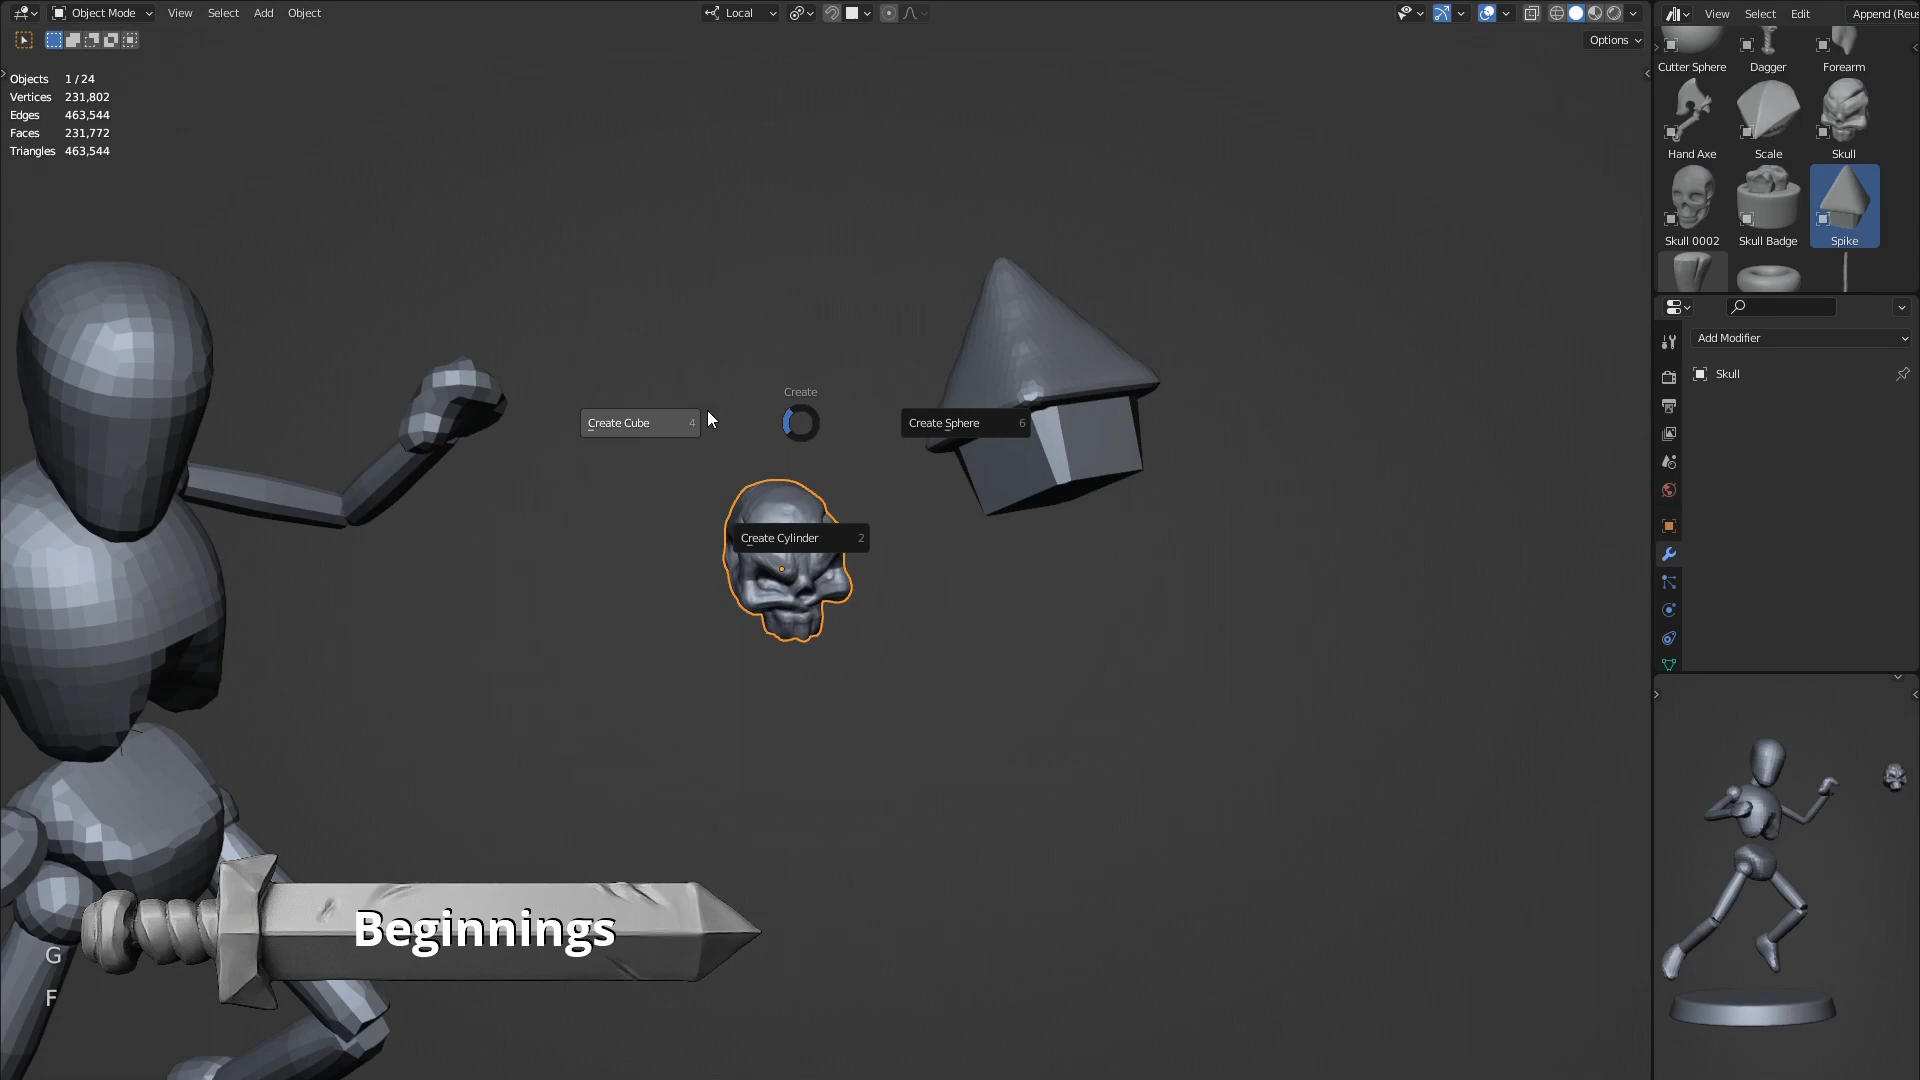 Object Mode
View
Select
Add
Object
Local
Options
Objects 1 / 24
Vertices 231,802
Edges 463,544
Faces 231,772
Triangles 463,544
Create
Create Cube 4
Create Sphere 6
Create Cylinder 2
Beginnings
G
F
View
Select
Edit
Append (Reus
Cutter Sphere
Dagger
Forearm
Hand Axe
Scale
Skull
Skull 0002
Skull Badge
Spike
Add Modifier
Skull